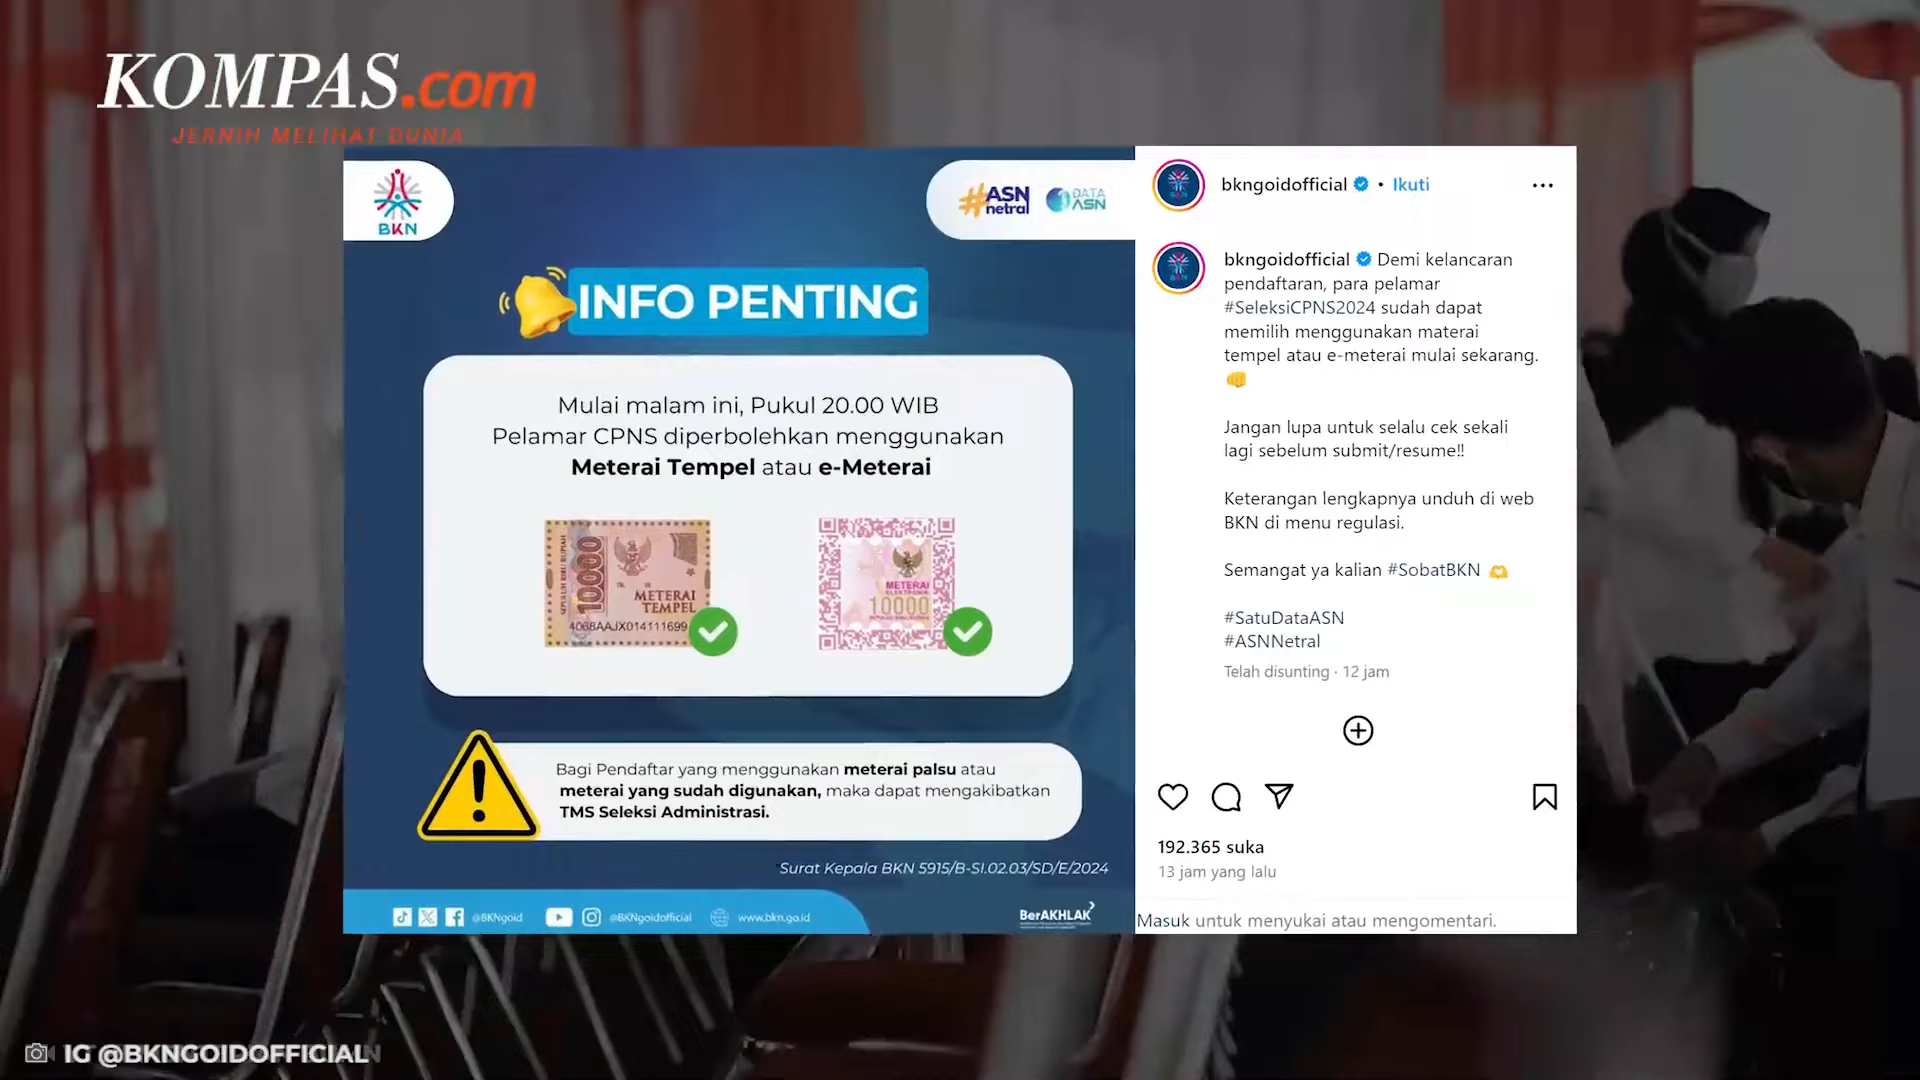 KOMPAS.com
JERNIH MELIHAT DUNIA
BKN
#ASN
netral
DATA
ASN
INFO PENTING
Mulai malam ini, Pukul 20.00 WIB
Pelamar CPNS diperbolehkan menggunakan
Meterai Tempel atau e-Meterai
SEPULUH RIBU RUPIAH
10000
METERAI
TEMPEL
4068AAJX014111699
METERAI
ELEKTRONIK
10000
Bagi Pendaftar yang menggunakan meterai palsu atau
meterai yang sudah digunakan, maka dapat mengakibatkan
TMS Seleksi Administrasi.
Surat Kepala BKN 5915/B-SI.02.03/SD/E/2024
@BKNgoid
@BKNgoidofficial
www.bkn.go.id
BerAKHLAK
bkngoidofficial • Ikuti
bkngoidofficial Demi kelancaran
pendaftaran, para pelamar
#SeleksiCPNS2024 sudah dapat
memilih menggunakan materai
tempel atau e-meterai mulai sekarang.
👊
Jangan lupa untuk selalu cek sekali
lagi sebelum submit/resume!!
Keterangan lengkapnya unduh di web
BKN di menu regulasi.
Semangat ya kalian #SobatBKN 🫶
#SatuDataASN
#ASNNetral
Telah disunting · 12 jam
192.365 suka
13 jam yang lalu
Masuk untuk menyukai atau mengomentari.
IG @BKNGOIDOFFICIAL